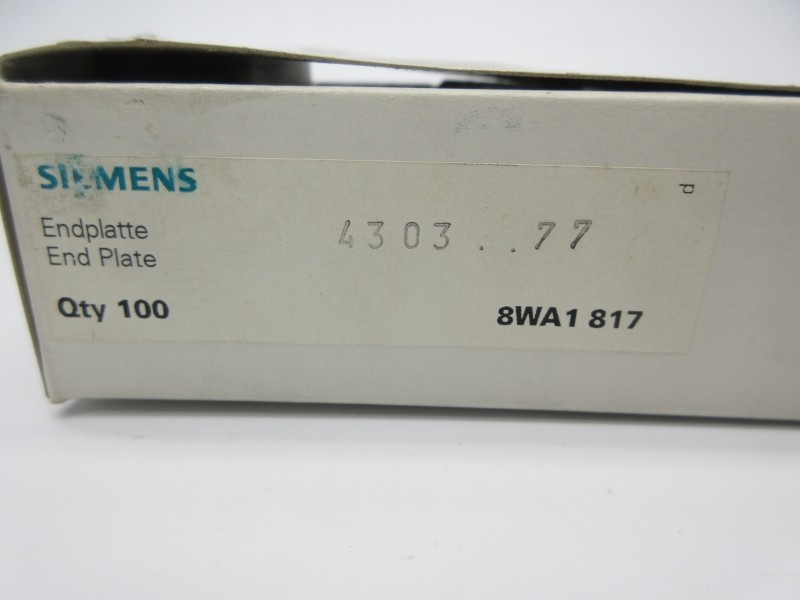 SIEMENS
p
Endplatte
4303..77
End Plate
Qty 100
8WA1 817